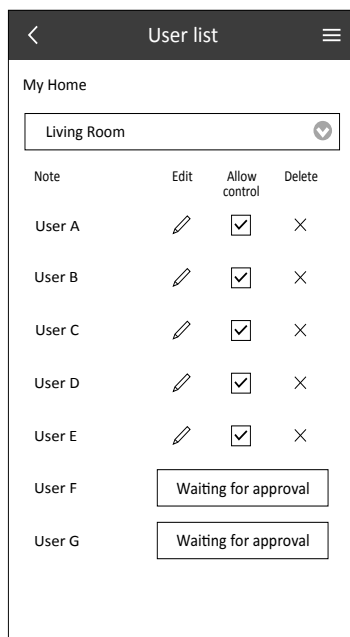 User list
My Home
Living Room
Note Edit Allow control Delete
User A
User B
User C
User D
User E
User F Waiting for approval
User G Waiting for approval